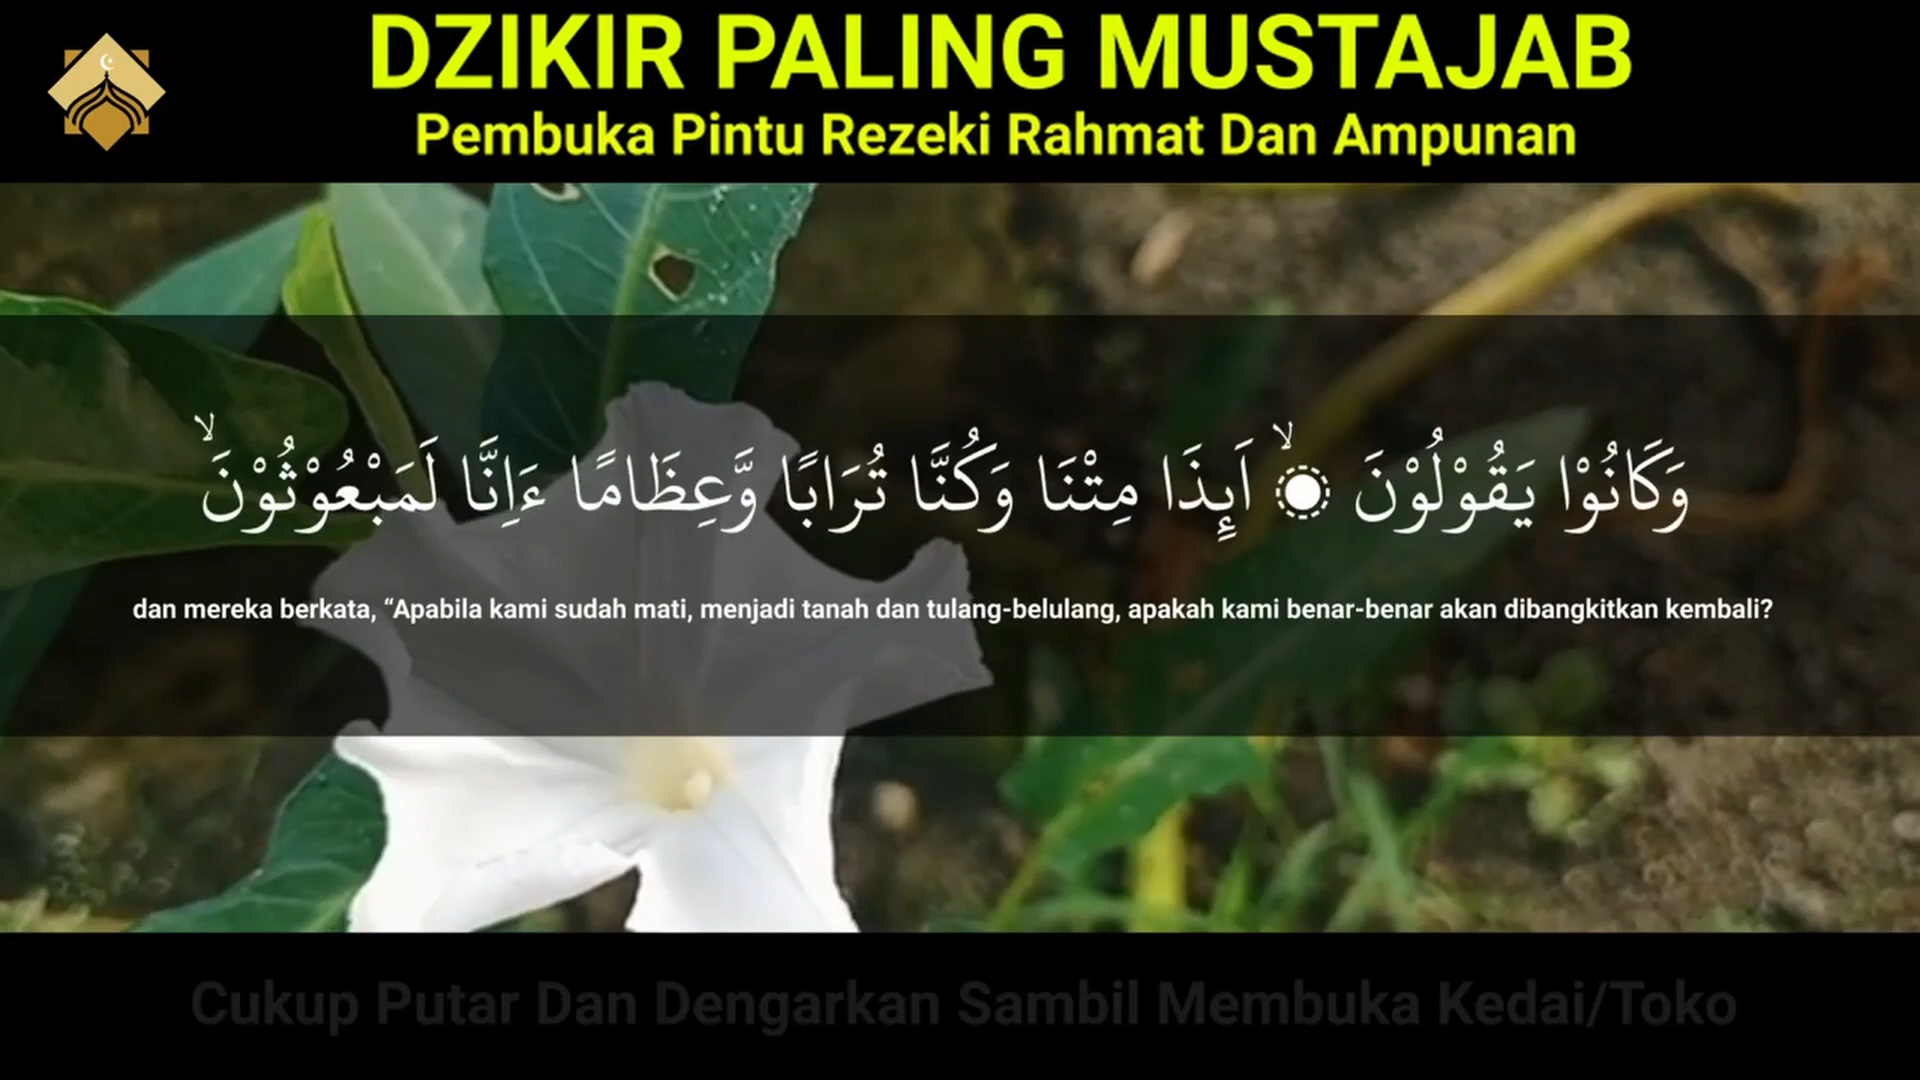 DZIKIR PALING MUSTAJAB
Pembuka Pintu Rezeki Rahmat Dan Ampunan
وَكَانُوْا يَقُوْلُوْنَ ۙ اَىِٕذَا مِتْنَا وَكُنَّا تُرَابًا وَّعِظَامًا ءَاِنَّا لَمَبْعُوْثُوْنَۙ
dan mereka berkata, “Apabila kami sudah mati, menjadi tanah dan tulang-belulang, apakah kami benar-benar akan dibangkitkan kembali?
Cukup Putar Dan Dengarkan Sambil Membuka Kedai/Toko